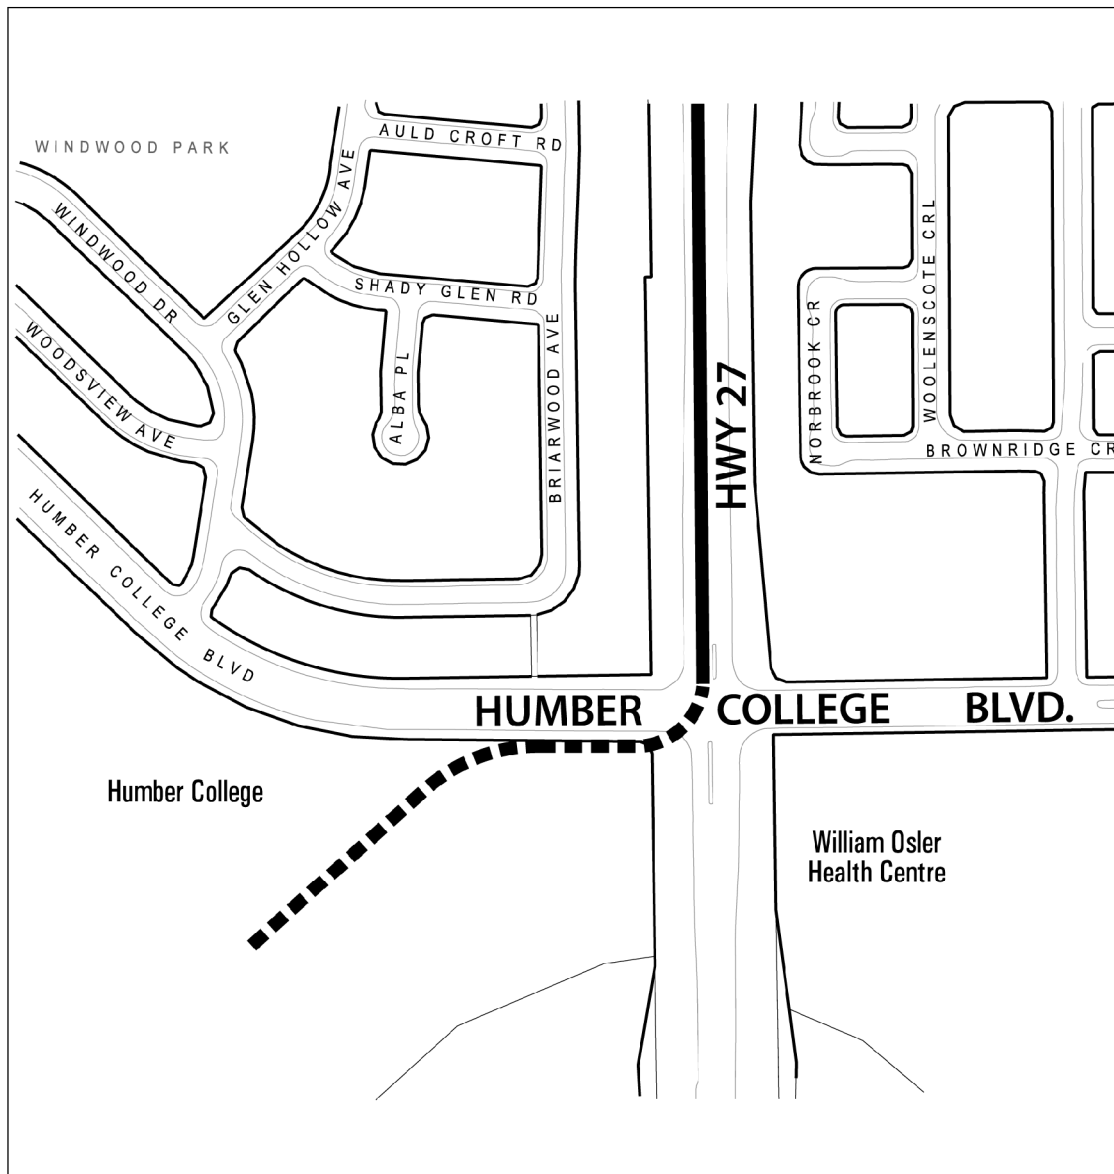 AULD CROFT RD
WINDWOOD PARK
GLEN HOLLOW AVE
WINDWOOD DR
SHADY GLEN RD
WOODSVIEW AVE
ALBA PL
BRIARWOOD AVE
HWY 27
NORBROOK CR
WOOLENSCOTE CRL
BROWNRIDGE CR
HUMBER COLLEGE BLVD
HUMBER COLLEGE BLVD.
Humber College
William Osler
Health Centre